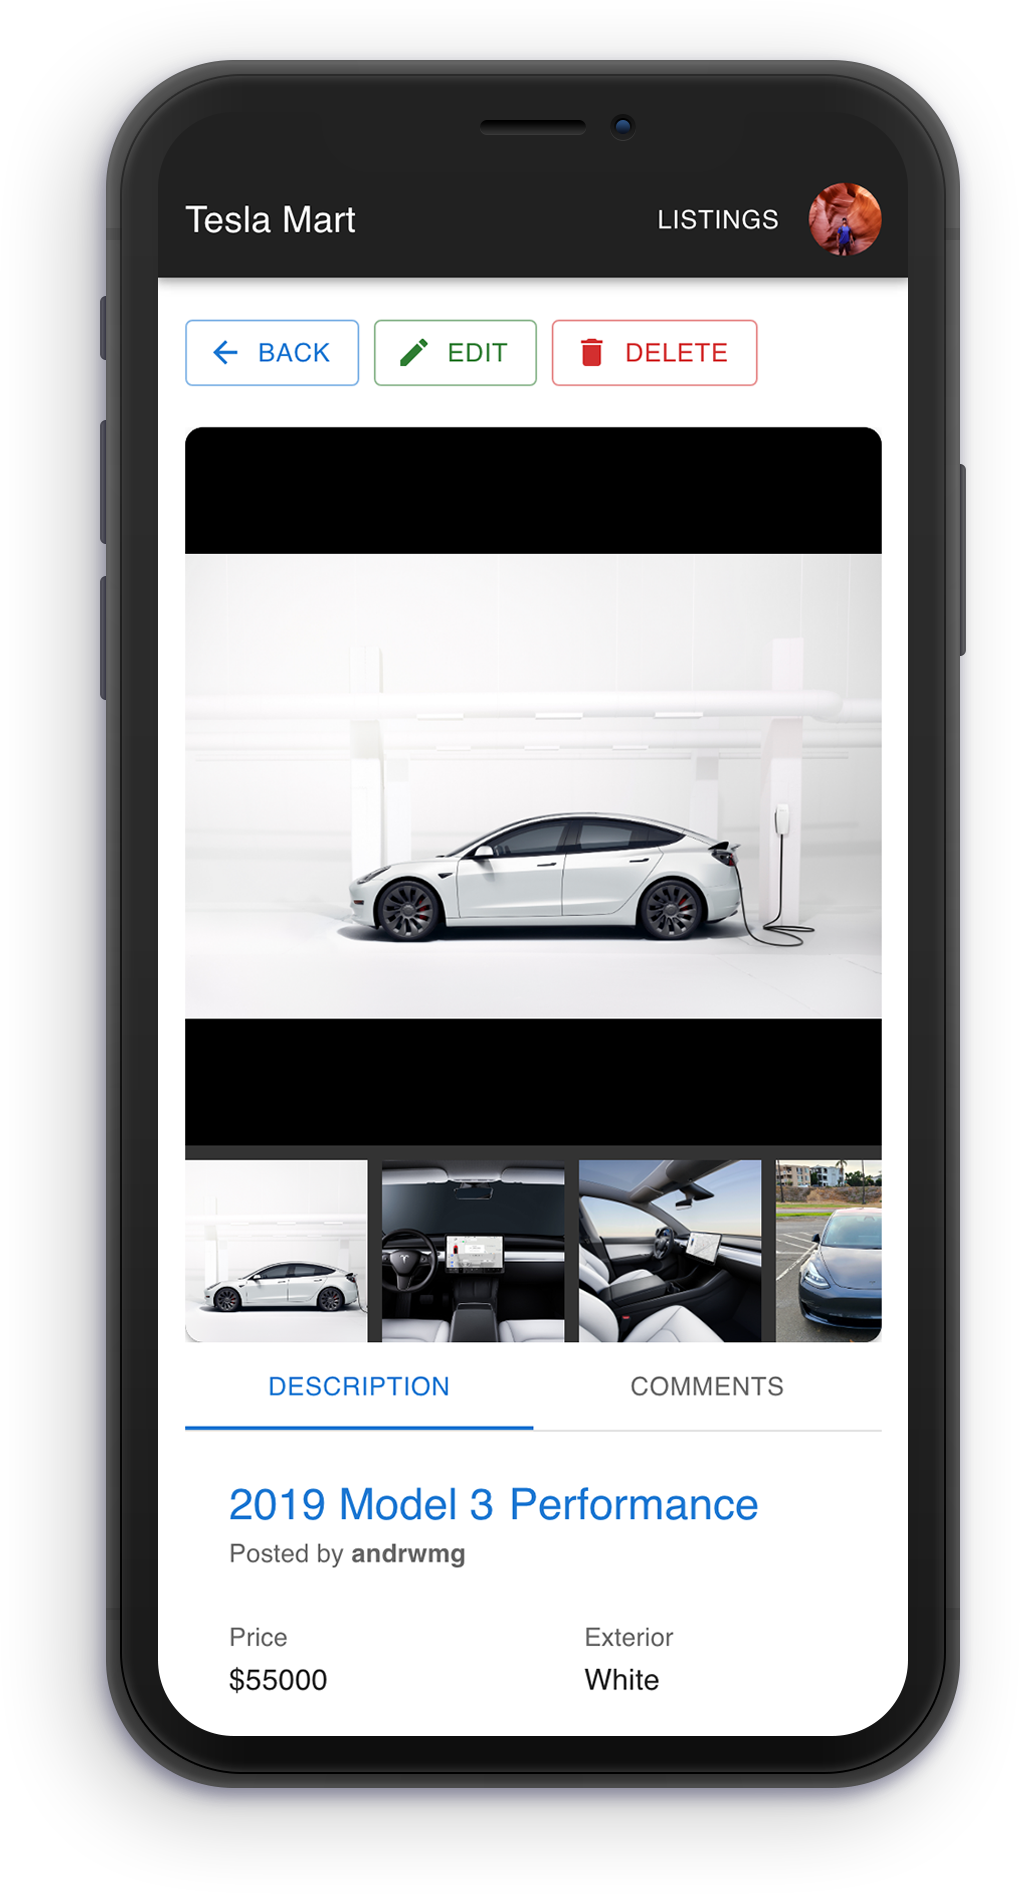 Tesla Mart LISTINGS
BACK EDIT DELETE
DESCRIPTION COMMENTS
2019 Model 3 Performance
Posted by andrwmg
Price Exterior
$55000 White